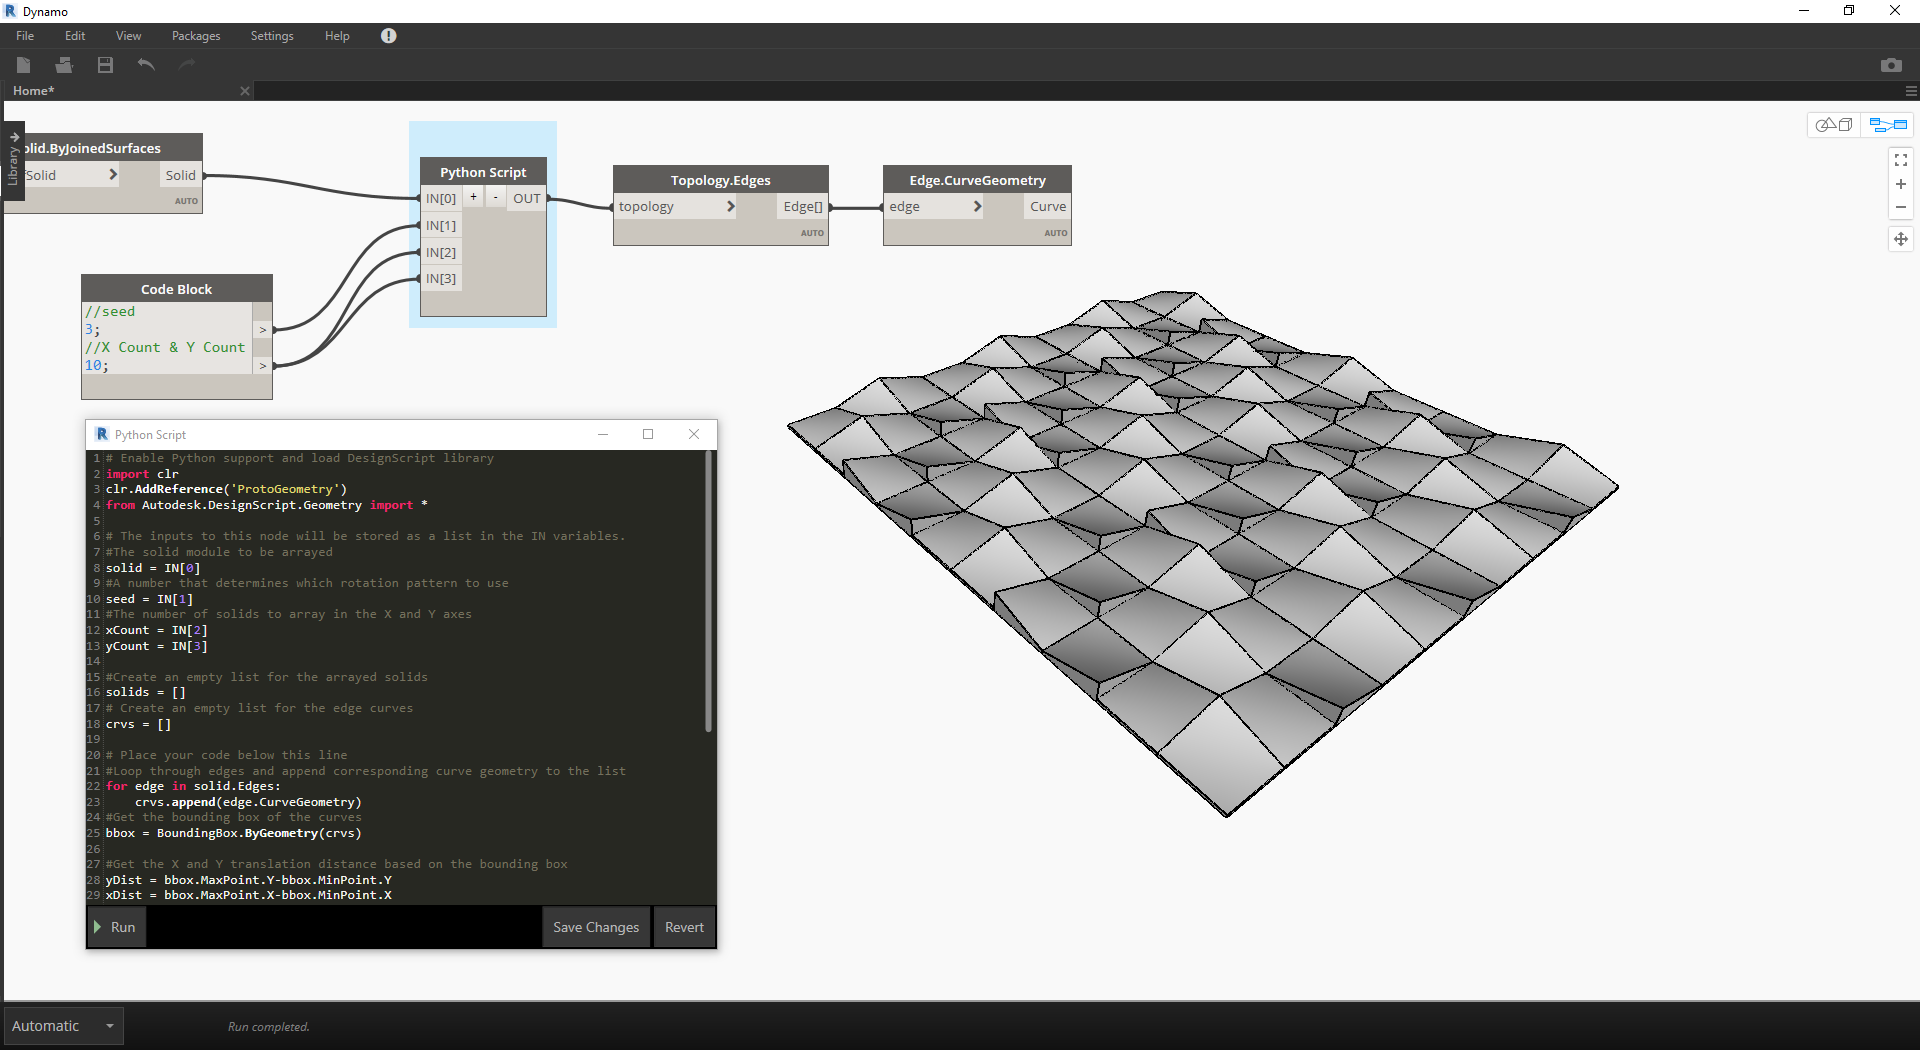 Dynamo
File Edit View Packages Settings Help
Home*
Library
olid.ByJoinedSurfaces
fSolid > Solid
AUTO
Python Script
IN[0] + - OUT
IN[1]
IN[2]
IN[3]
Topology.Edges
topology > Edge[]
AUTO
Edge.CurveGeometry
edge > Curve
AUTO
Code Block
//seed
3; >
//X Count & Y Count
10; >
Python Script
1 # Enable Python support and load DesignScript library
2 import clr
3 clr.AddReference('ProtoGeometry')
4 from Autodesk.DesignScript.Geometry import *
5
6 # The inputs to this node will be stored as a list in the IN variables.
7 #The solid module to be arrayed
8 solid = IN[0]
9 #A number that determines which rotation pattern to use
10 seed = IN[1]
11 #The number of solids to array in the X and Y axes
12 xCount = IN[2]
13 yCount = IN[3]
14
15 #Create an empty list for the arrayed solids
16 solids = []
17 # Create an empty list for the edge curves
18 crvs = []
19
20 # Place your code below this line
21 #Loop through edges and append corresponding curve geometry to the list
22 for edge in solid.Edges:
23     crvs.append(edge.CurveGeometry)
24 #Get the bounding box of the curves
25 bbox = BoundingBox.ByGeometry(crvs)
26
27 #Get the X and Y translation distance based on the bounding box
28 yDist = bbox.MaxPoint.Y-bbox.MinPoint.Y
29 xDist = bbox.MaxPoint.X-bbox.MinPoint.X
Run Save Changes Revert
Automatic Run completed.